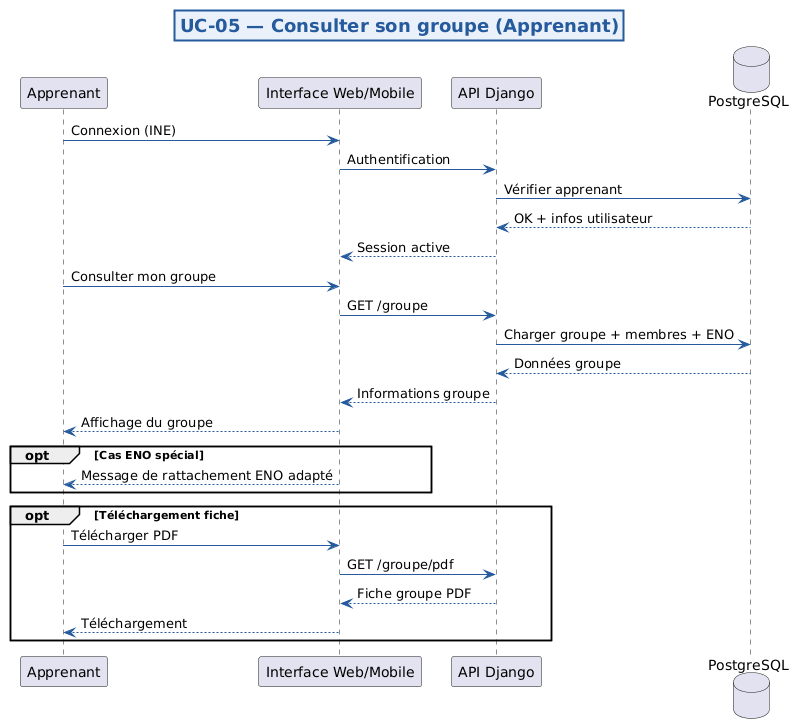 UC-05 — Consulter son groupe (Apprenant)
Apprenant
Interface Web/Mobile
API Django
PostgreSQL
Connexion (INE)
Authentification
Vérifier apprenant
OK + infos utilisateur
Session active
Consulter mon groupe
GET /groupe
Charger groupe + membres + ENO
Données groupe
Informations groupe
Affichage du groupe
opt [Cas ENO spécial]
Message de rattachement ENO adapté
opt [Téléchargement fiche]
Télécharger PDF
GET /groupe/pdf
Fiche groupe PDF
Téléchargement
Apprenant
Interface Web/Mobile
API Django
PostgreSQL